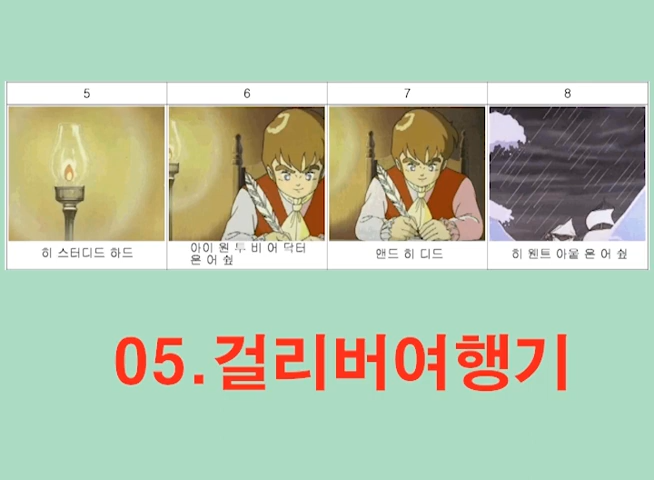 5 6 7 8
히 스터디드 하드
아이 원 투 비 어 닥터
온 어 쉽
앤드 히 디드
히 웬트 아웉 온 어 쉎
05.걸리버여행기